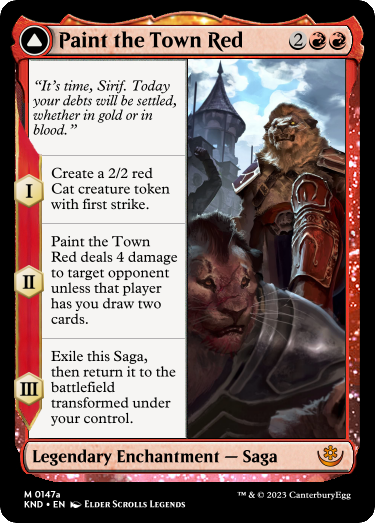 Paint the Town Red 2
“It's time, Sirif. Today
your debts will be settled,
whether in gold or in
blood.”
I
Create a 2/2 red
Cat creature token
with first strike.
II
Paint the Town
Red deals 4 damage
to target opponent
unless that player
has you draw two
cards.
III
Exile this Saga,
then return it to the
battlefield
transformed under
your control.
Legendary Enchantment — Saga
M 0147a
KND • EN Elder Scrolls Legends
™ & © 2023 CanterburyEgg